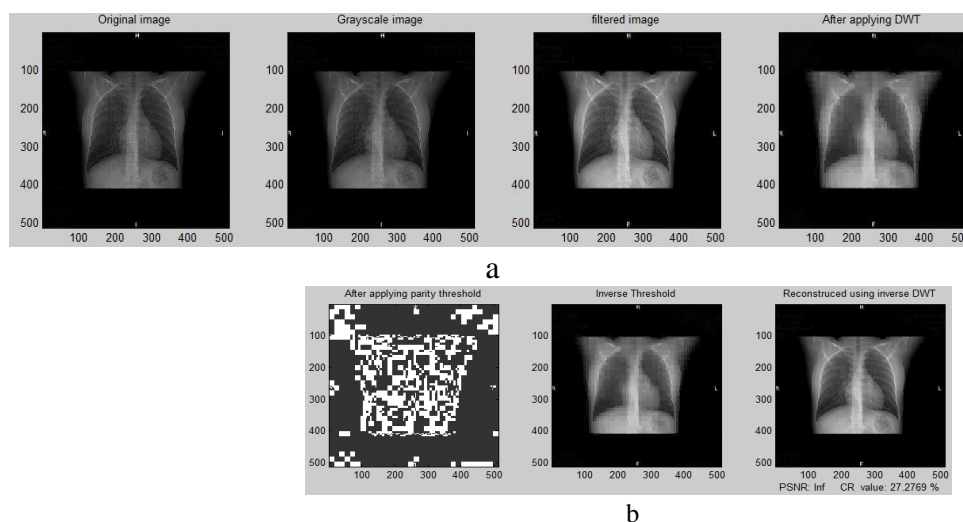 Original image
Grayscale image
filtered image
After applying DWT
H
H
H
100
200
300
400
500
R
I
I
100 200 300 400 500
100
200
300
400
500
R
I
I
100 200 300 400 500
100
200
300
400
500
R
L
F
100 200 300 400 500
100
200
300
400
500
R
L
F
100 200 300 400 500
a
After applying parity threshold
Inverse Threshold
Reconstruced using inverse DWT
100
200
300
400
500
100 200 300 400 500
100
200
300
400
500
R
L
F
100 200 300 400 500
100
200
300
400
500
R
L
F
100 200 300 400 500
PSNR: Inf CR value: 27.2769 %
b